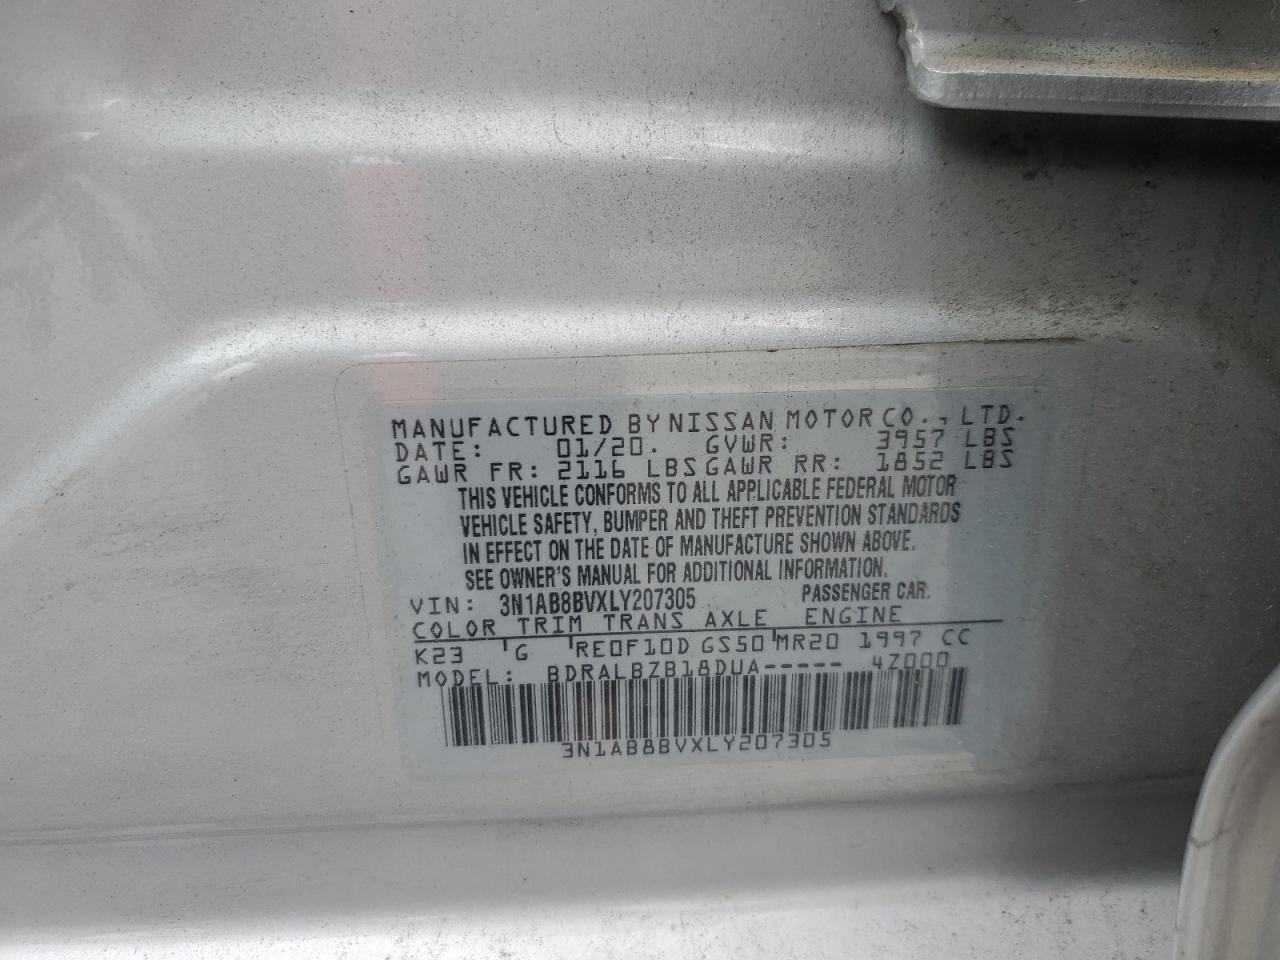 MANUFACTURED BY NISSAN MOTOR CO., LTD.
DATE: 01/20. GVWR: 3957 LBS
GAWR FR: 2116 LBS GAWR RR: 1852 LBS
THIS VEHICLE CONFORMS TO ALL APPLICABLE FEDERAL MOTOR
VEHICLE SAFETY, BUMPER AND THEFT PREVENTION STANDARDS
IN EFFECT ON THE DATE OF MANUFACTURE SHOWN ABOVE.
SEE OWNER'S MANUAL FOR ADDITIONAL INFORMATION.
VIN: 3N1AB8BVXLY207305 PASSENGER CAR.
COLOR TRIM TRANS AXLE ENGINE
K23 G RE0F10D GS50 MR20 1997 CC
MODEL: BDRALBZB18DUA----- 4Z000
3N1AB8BVXLY207305